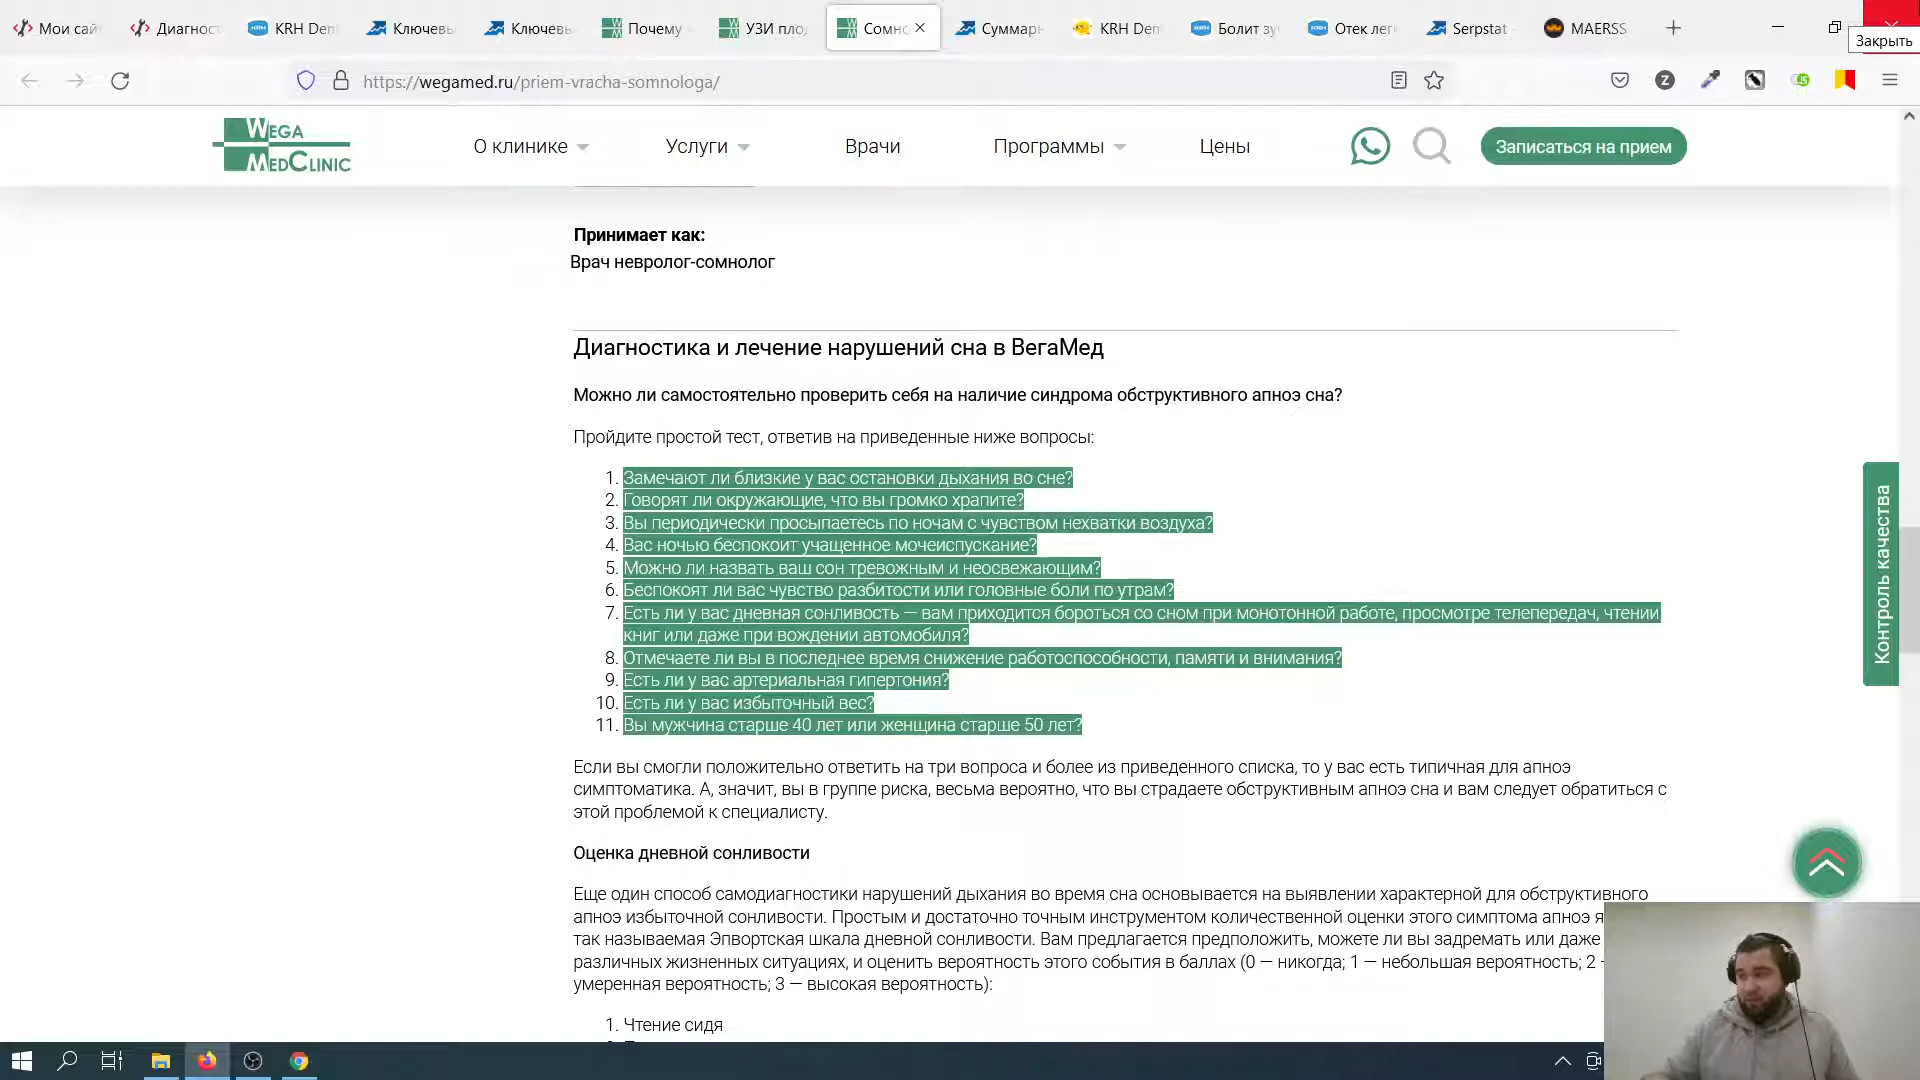 Мои сай
Диагнос
KRH Den
Ключевы
Ключевы
Почему
УЗИ пло
Сомно
Суммар
KRH Den
Болит зу
Отек лег
Serpstat
MAERSS
Закрыть
https://wegamed.ru/priem-vracha-somnologa/
WEGA
MEDCLINIC
О клинике
Услуги
Врачи
Программы
Цены
Записаться на прием
Принимает как:
Врач невролог-сомнолог
Диагностика и лечение нарушений сна в ВегаМед
Можно ли самостоятельно проверить себя на наличие синдрома обструктивного апноэ сна?
Пройдите простой тест, ответив на приведенные ниже вопросы:
1. Замечают ли близкие у вас остановки дыхания во сне?
2. Говорят ли окружающие, что вы громко храпите?
3. Вы периодически просыпаетесь по ночам с чувством нехватки воздуха?
4. Вас ночью беспокоит учащенное мочеиспускание?
5. Можно ли назвать ваш сон тревожным и неосвежающим?
6. Беспокоят ли вас чувство разбитости или головные боли по утрам?
7. Есть ли у вас дневная сонливость — вам приходится бороться со сном при монотонной работе, просмотре телепередач, чтении
книг или даже при вождении автомобиля?
8. Отмечаете ли вы в последнее время снижение работоспособности, памяти и внимания?
9. Есть ли у вас артериальная гипертония?
10. Есть ли у вас избыточный вес?
11. Вы мужчина старше 40 лет или женщина старше 50 лет?
Контроль качества
Если вы смогли положительно ответить на три вопроса и более из приведенного списка, то у вас есть типичная для апноэ
симптоматика. А, значит, вы в группе риска, весьма вероятно, что вы страдаете обструктивным апноэ сна и вам следует обратиться с
этой проблемой к специалисту.
Оценка дневной сонливости
Еще один способ самодиагностики нарушений дыхания во время сна основывается на выявлении характерной для обструктивного
апноэ избыточной сонливости. Простым и достаточно точным инструментом количественной оценки этого симптома апноэ я
так называемая Эпвортская шкала дневной сонливости. Вам предлагается предположить, можете ли вы задремать или даже
различных жизненных ситуациях, и оценить вероятность этого события в баллах (0 — никогда; 1 — небольшая вероятность; 2 -
умеренная вероятность; 3 — высокая вероятность):
1. Чтение сидя